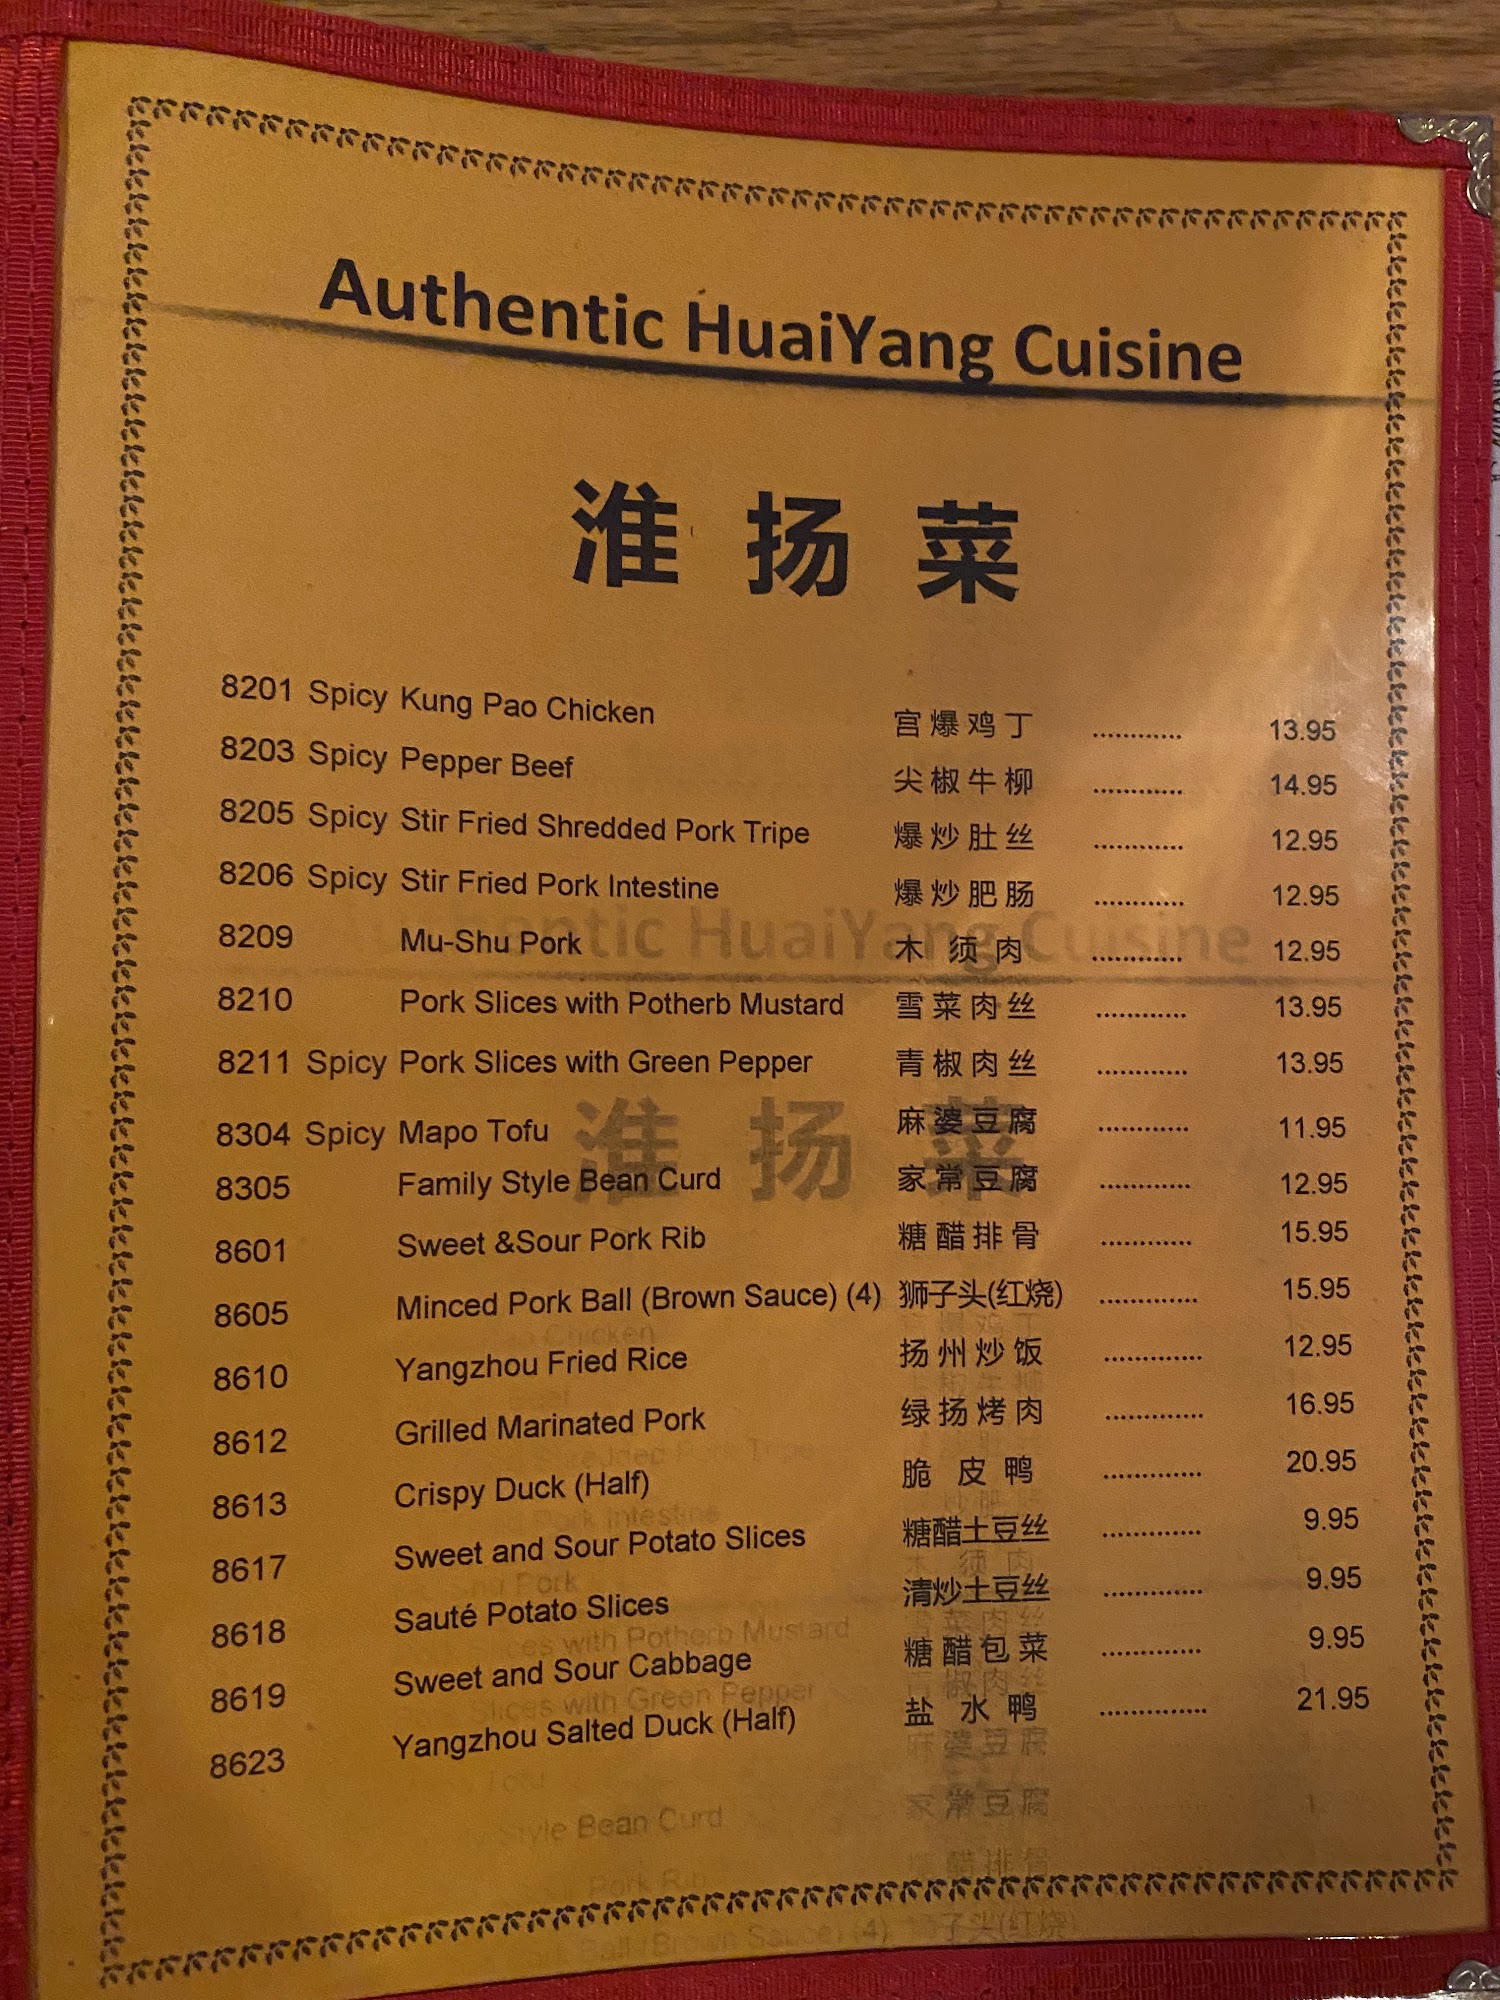 Authentic HuaiYang Cuisine
淮扬菜
8201 Spicy Kung Pao Chicken 宫爆鸡丁 ............ 13.95
8203 Spicy Pepper Beef 尖椒牛柳 ............ 14.95
8205 Spicy Stir Fried Shredded Pork Tripe 爆炒肚丝 ............ 12.95
8206 Spicy Stir Fried Pork Intestine 爆炒肥肠 ............ 12.95
8209 Mu-Shu Pork 木须肉 ............ 12.95
8210 Pork Slices with Potherb Mustard 雪菜肉丝 ............ 13.95
8211 Spicy Pork Slices with Green Pepper 青椒肉丝 ............ 13.95
8304 Spicy Mapo Tofu 麻婆豆腐 ............ 11.95
8305 Family Style Bean Curd 家常豆腐 ............ 12.95
8601 Sweet &Sour Pork Rib 糖醋排骨 ............ 15.95
8605 Minced Pork Ball (Brown Sauce) (4) 狮子头(红烧) ............. 15.95
8610 Yangzhou Fried Rice 扬州炒饭 ............. 12.95
8612 Grilled Marinated Pork 绿扬烤肉 ............. 16.95
8613 Crispy Duck (Half) 脆皮鸭 ............. 20.95
8617 Sweet and Sour Potato Slices 糖醋土豆丝 ............. 9.95
8618 Sauté Potato Slices 清炒土豆丝 ............. 9.95
8619 Sweet and Sour Cabbage 糖醋包菜 ............. 9.95
8623 Yangzhou Salted Duck (Half) 盐水鸭 .............. 21.95